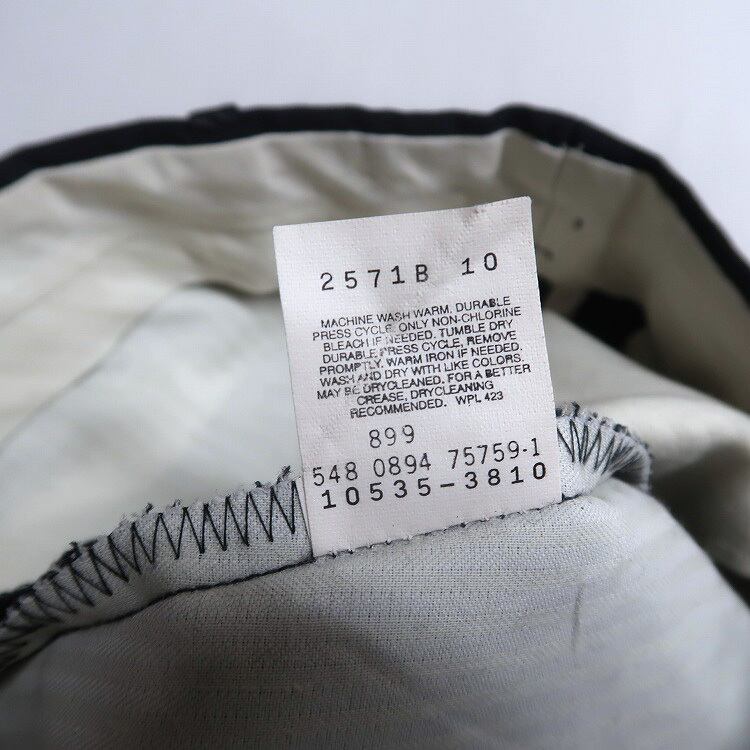 2571B 10
MACHINE WASH WARM. DURABLE
PRESS CYCLE. ONLY NON-CHLORINE
BLEACH IF NEEDED. TUMBLE DRY
DURABLE PRESS CYCLE, REMOVE
PROMPTLY. WARM IRON IF NEEDED.
WASH AND DRY WITH LIKE COLORS.
MAY BE DRYCLEANED. FOR A BETTER
CREASE, DRYCLEANING
RECOMMENDED. WPL 423
899
548 0894 75759-1
10535-3810